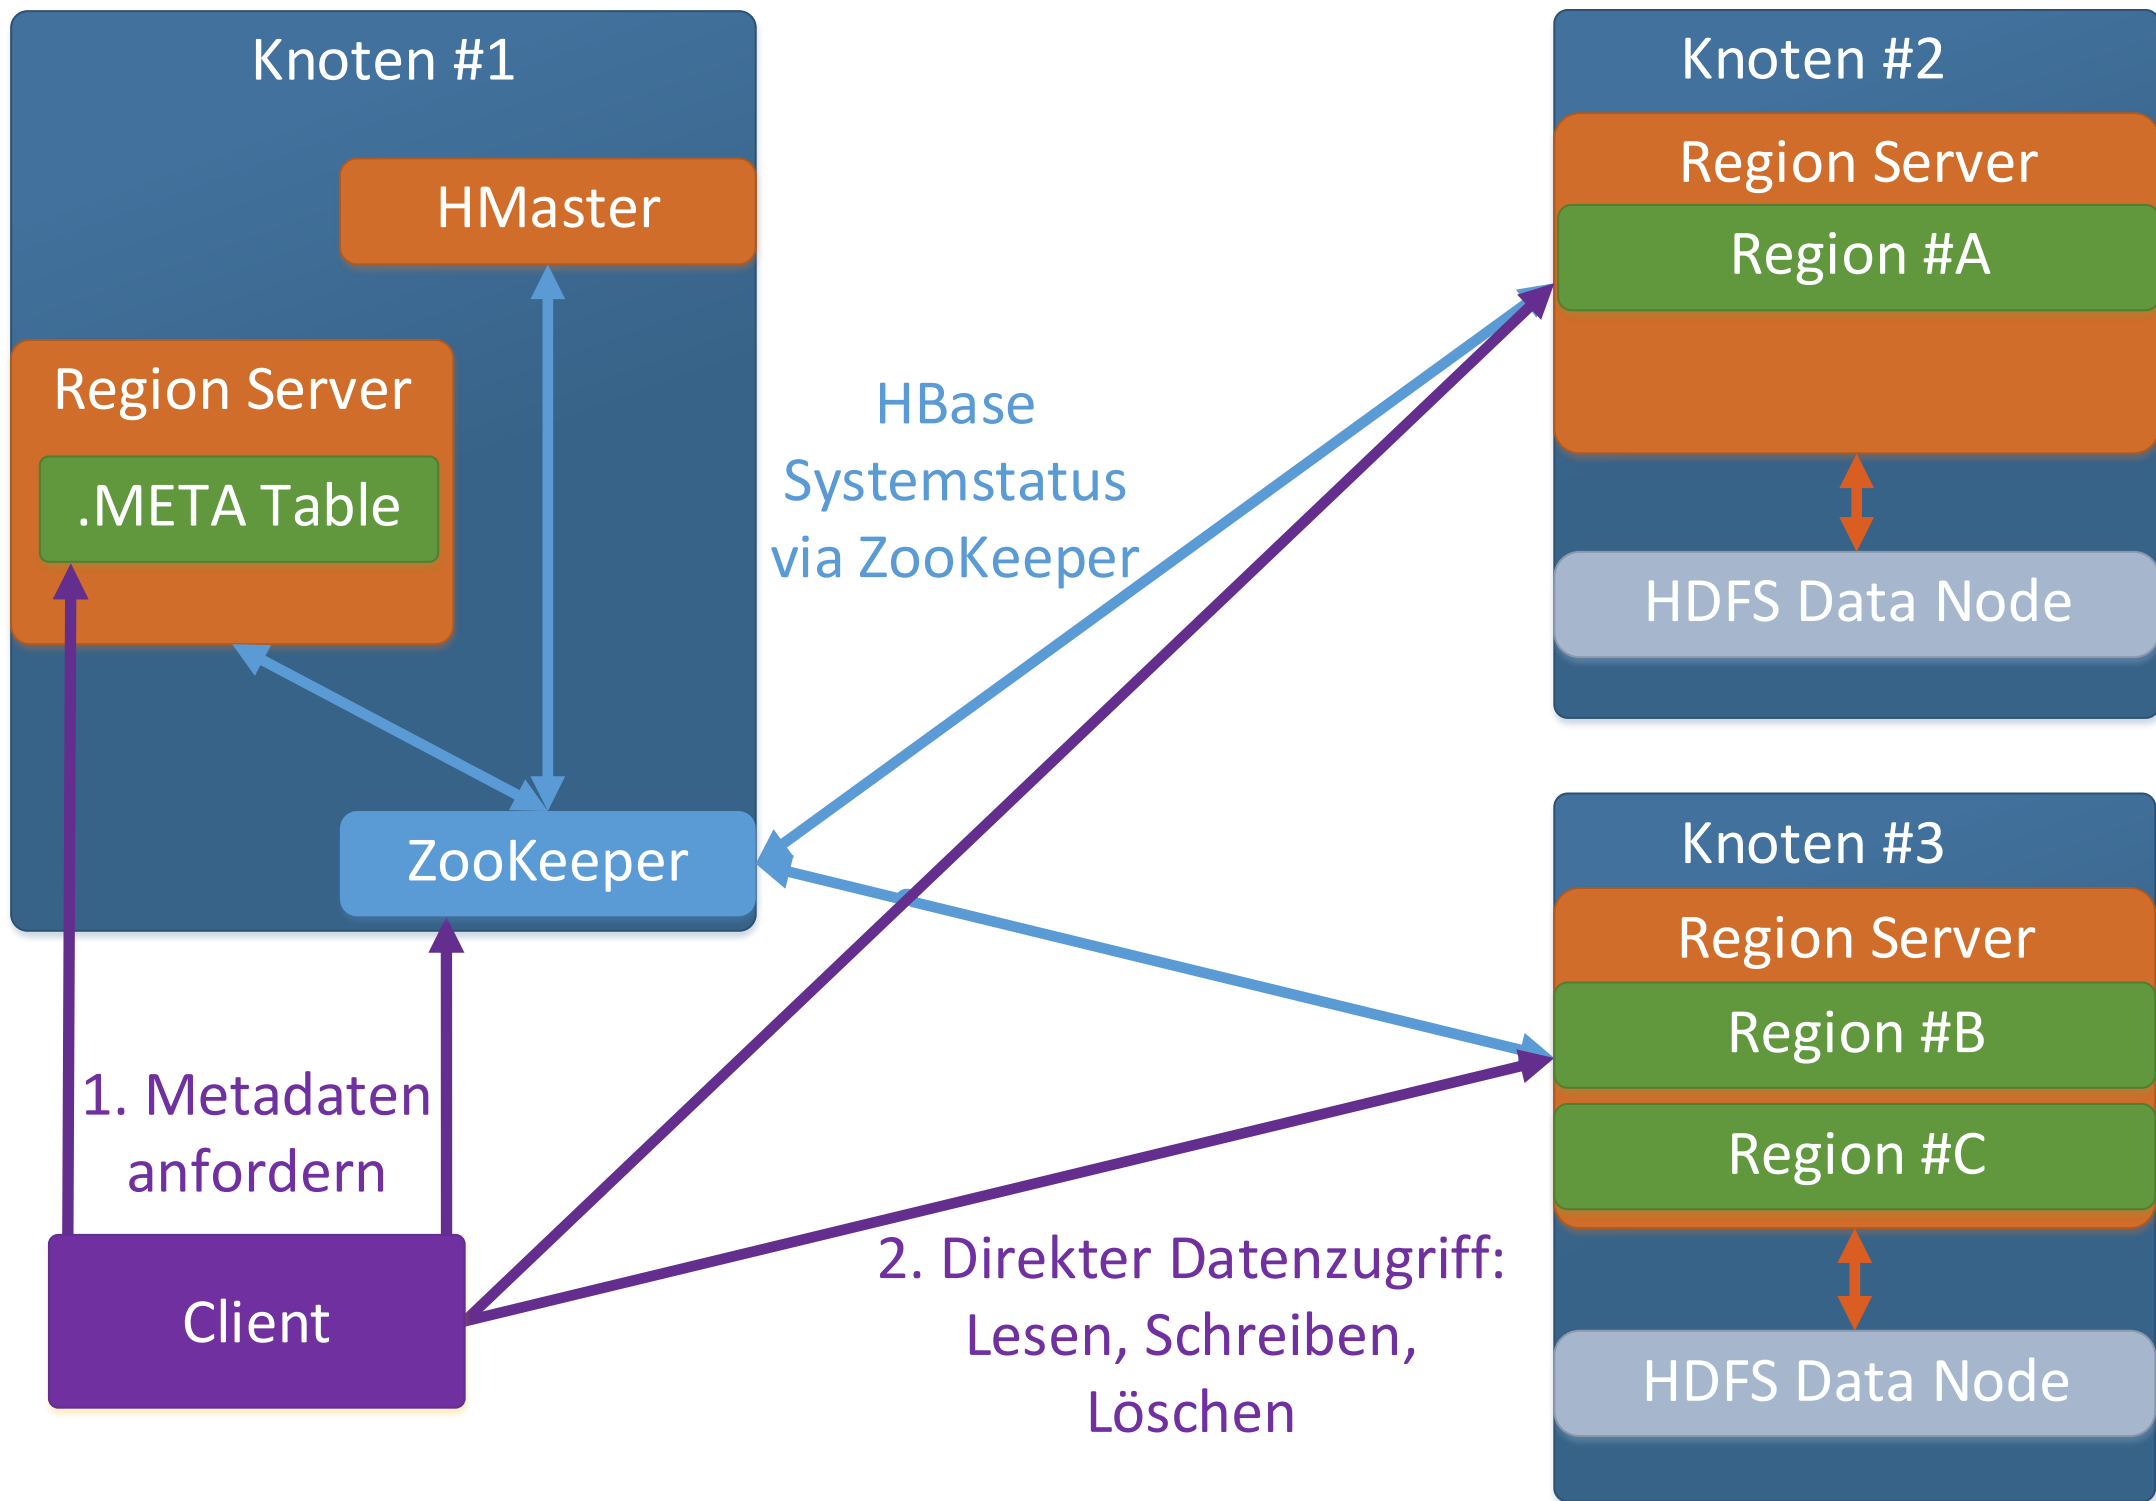 Knoten #1
HMaster
Region Server
.META Table
ZooKeeper
HBase
Systemstatus
via ZooKeeper
Knoten #2
Region Server
Region #A
HDFS Data Node
Knoten #3
Region Server
Region #B
Region #C
HDFS Data Node
1. Metadaten
anfordern
Client
2. Direkter Datenzugriff:
Lesen, Schreiben,
Löschen